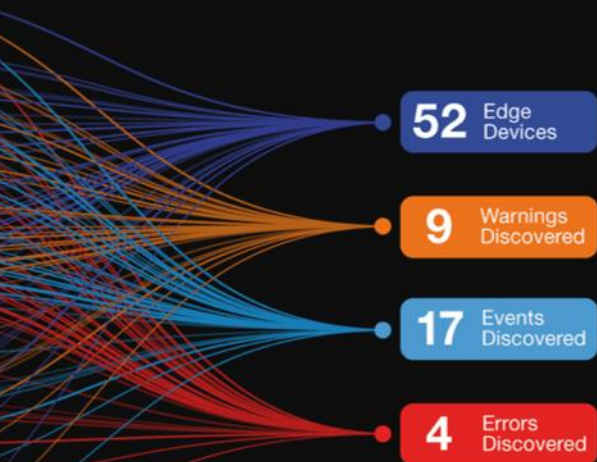 52 Edge
Devices
9 Warnings
Discovered
17 Events
Discovered
4 Errors
Discovered